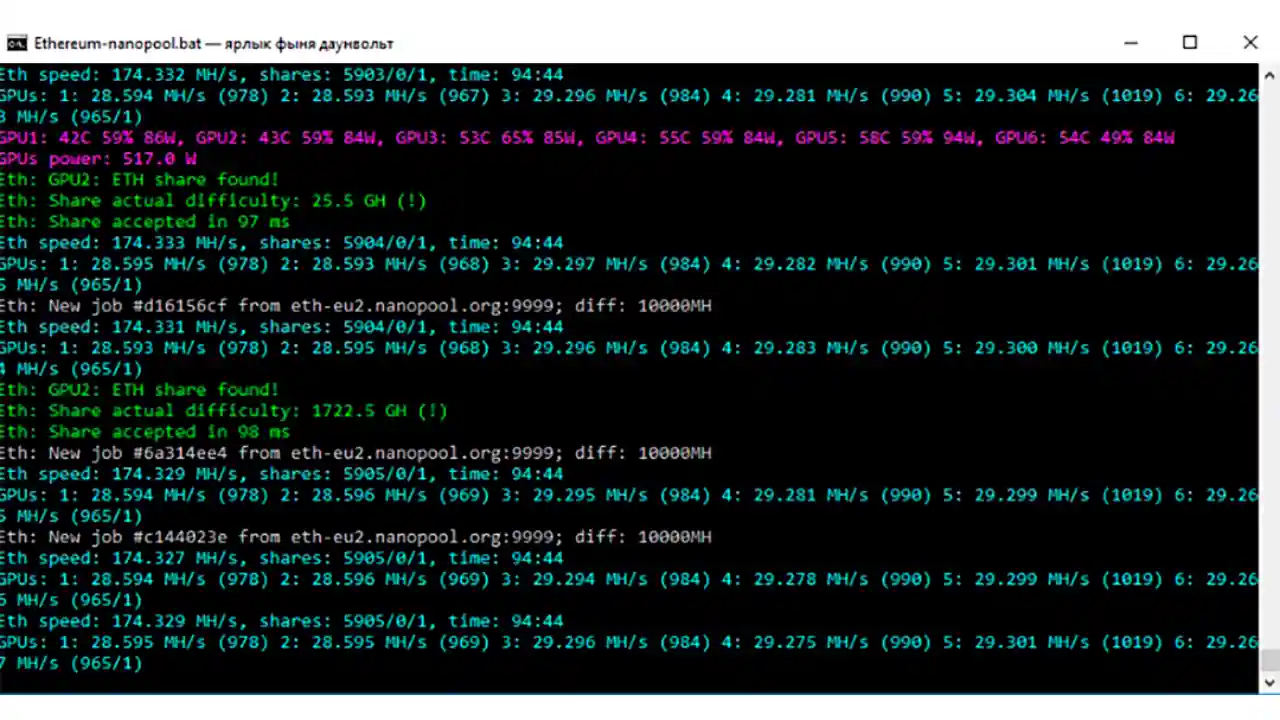 Ethereum-nanopool.bat — ярлык фыня даунвольт
Eth speed: 174.332 MH/s, shares: 5903/0/1, time: 94:44
GPUs: 1: 28.594 MH/s (978) 2: 28.593 MH/s (967) 3: 29.296 MH/s (984) 4: 29.281 MH/s (990) 5: 29.304 MH/s (1019) 6: 29.26
3 MH/s (965/1)
GPU1: 42C 59% 86W, GPU2: 43C 59% 84W, GPU3: 53C 65% 85W, GPU4: 55C 59% 84W, GPU5: 58C 59% 94W, GPU6: 54C 49% 84W
GPUs power: 517.0 W
Eth: GPU2: ETH share found!
Eth: Share actual difficulty: 25.5 GH (!)
Eth: Share accepted in 97 ms
Eth speed: 174.333 MH/s, shares: 5904/0/1, time: 94:44
GPUs: 1: 28.595 MH/s (978) 2: 28.593 MH/s (968) 3: 29.297 MH/s (984) 4: 29.282 MH/s (990) 5: 29.301 MH/s (1019) 6: 29.26
5 MH/s (965/1)
Eth: New job #d16156cf from eth-eu2.nanopool.org:9999; diff: 10000MH
Eth speed: 174.331 MH/s, shares: 5904/0/1, time: 94:44
GPUs: 1: 28.593 MH/s (978) 2: 28.595 MH/s (968) 3: 29.296 MH/s (984) 4: 29.283 MH/s (990) 5: 29.300 MH/s (1019) 6: 29.26
4 MH/s (965/1)
Eth: GPU2: ETH share found!
Eth: Share actual difficulty: 1722.5 GH (!)
Eth: Share accepted in 98 ms
Eth: New job #6a314ee4 from eth-eu2.nanopool.org:9999; diff: 10000MH
Eth speed: 174.329 MH/s, shares: 5905/0/1, time: 94:44
GPUs: 1: 28.594 MH/s (978) 2: 28.596 MH/s (969) 3: 29.295 MH/s (984) 4: 29.281 MH/s (990) 5: 29.299 MH/s (1019) 6: 29.26
5 MH/s (965/1)
Eth: New job #c144023e from eth-eu2.nanopool.org:9999; diff: 10000MH
Eth speed: 174.327 MH/s, shares: 5905/0/1, time: 94:44
GPUs: 1: 28.594 MH/s (978) 2: 28.596 MH/s (969) 3: 29.294 MH/s (984) 4: 29.278 MH/s (990) 5: 29.299 MH/s (1019) 6: 29.26
6 MH/s (965/1)
Eth speed: 174.329 MH/s, shares: 5905/0/1, time: 94:44
GPUs: 1: 28.595 MH/s (978) 2: 28.595 MH/s (969) 3: 29.296 MH/s (984) 4: 29.275 MH/s (990) 5: 29.301 MH/s (1019) 6: 29.26
7 MH/s (965/1)